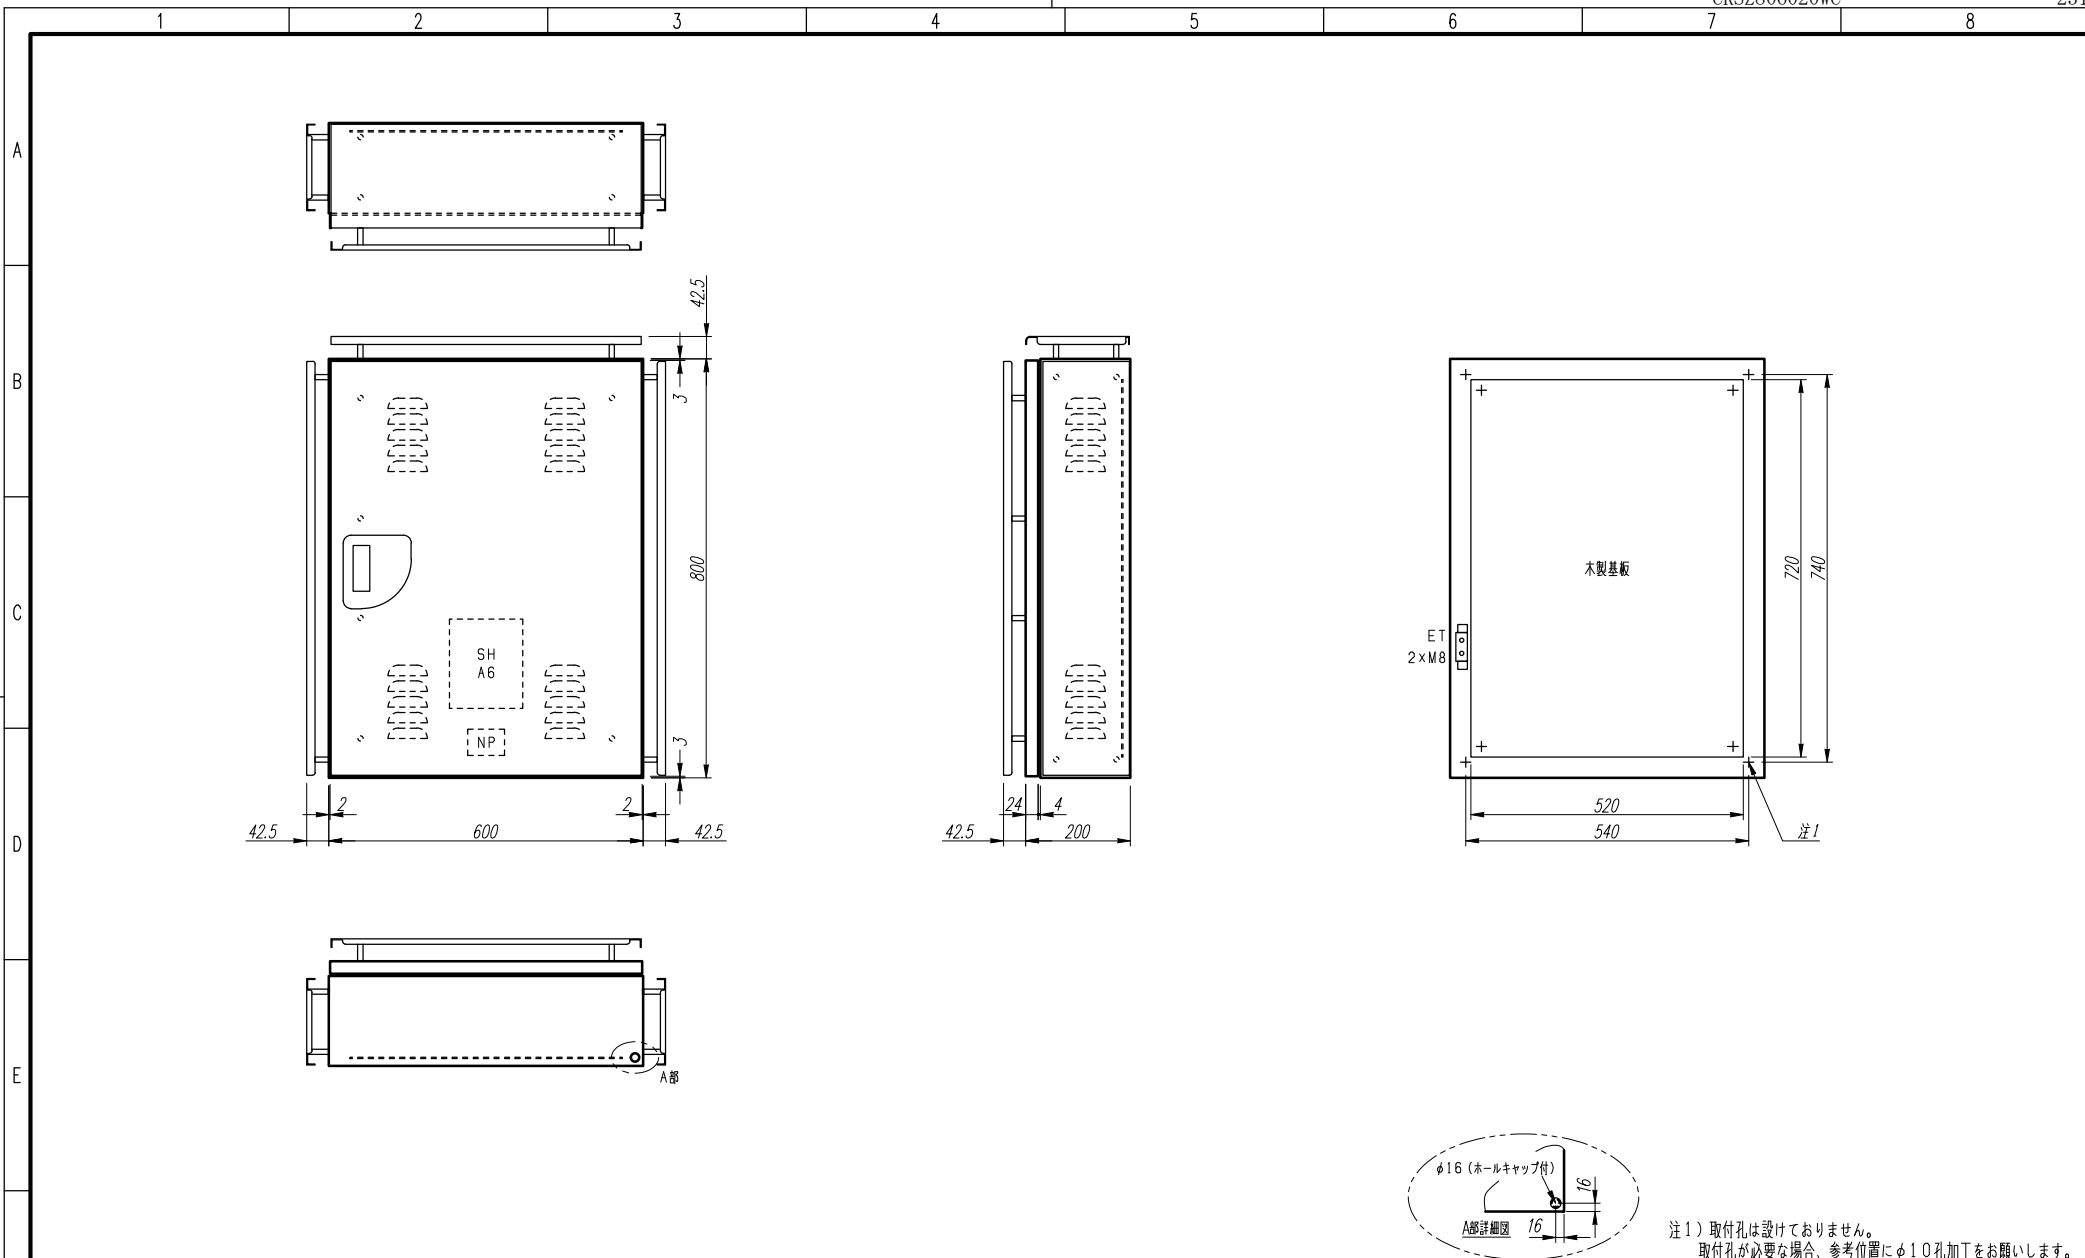 1 2 3 4 5 6 7 8
A
B
C
D
E
42.5
3
800
3
2 2
42.5 600 42.5
SH
A6
NP
24 4
42.5 200
木製基板
ET
2×M8
720
740
520
540
注1
A部
φ16(ホールキャップ付)
16
A部詳細図 16
注1)取付孔は設けておりません。
取付孔が必要な場合、参考位置にφ10孔加工をお願いします。